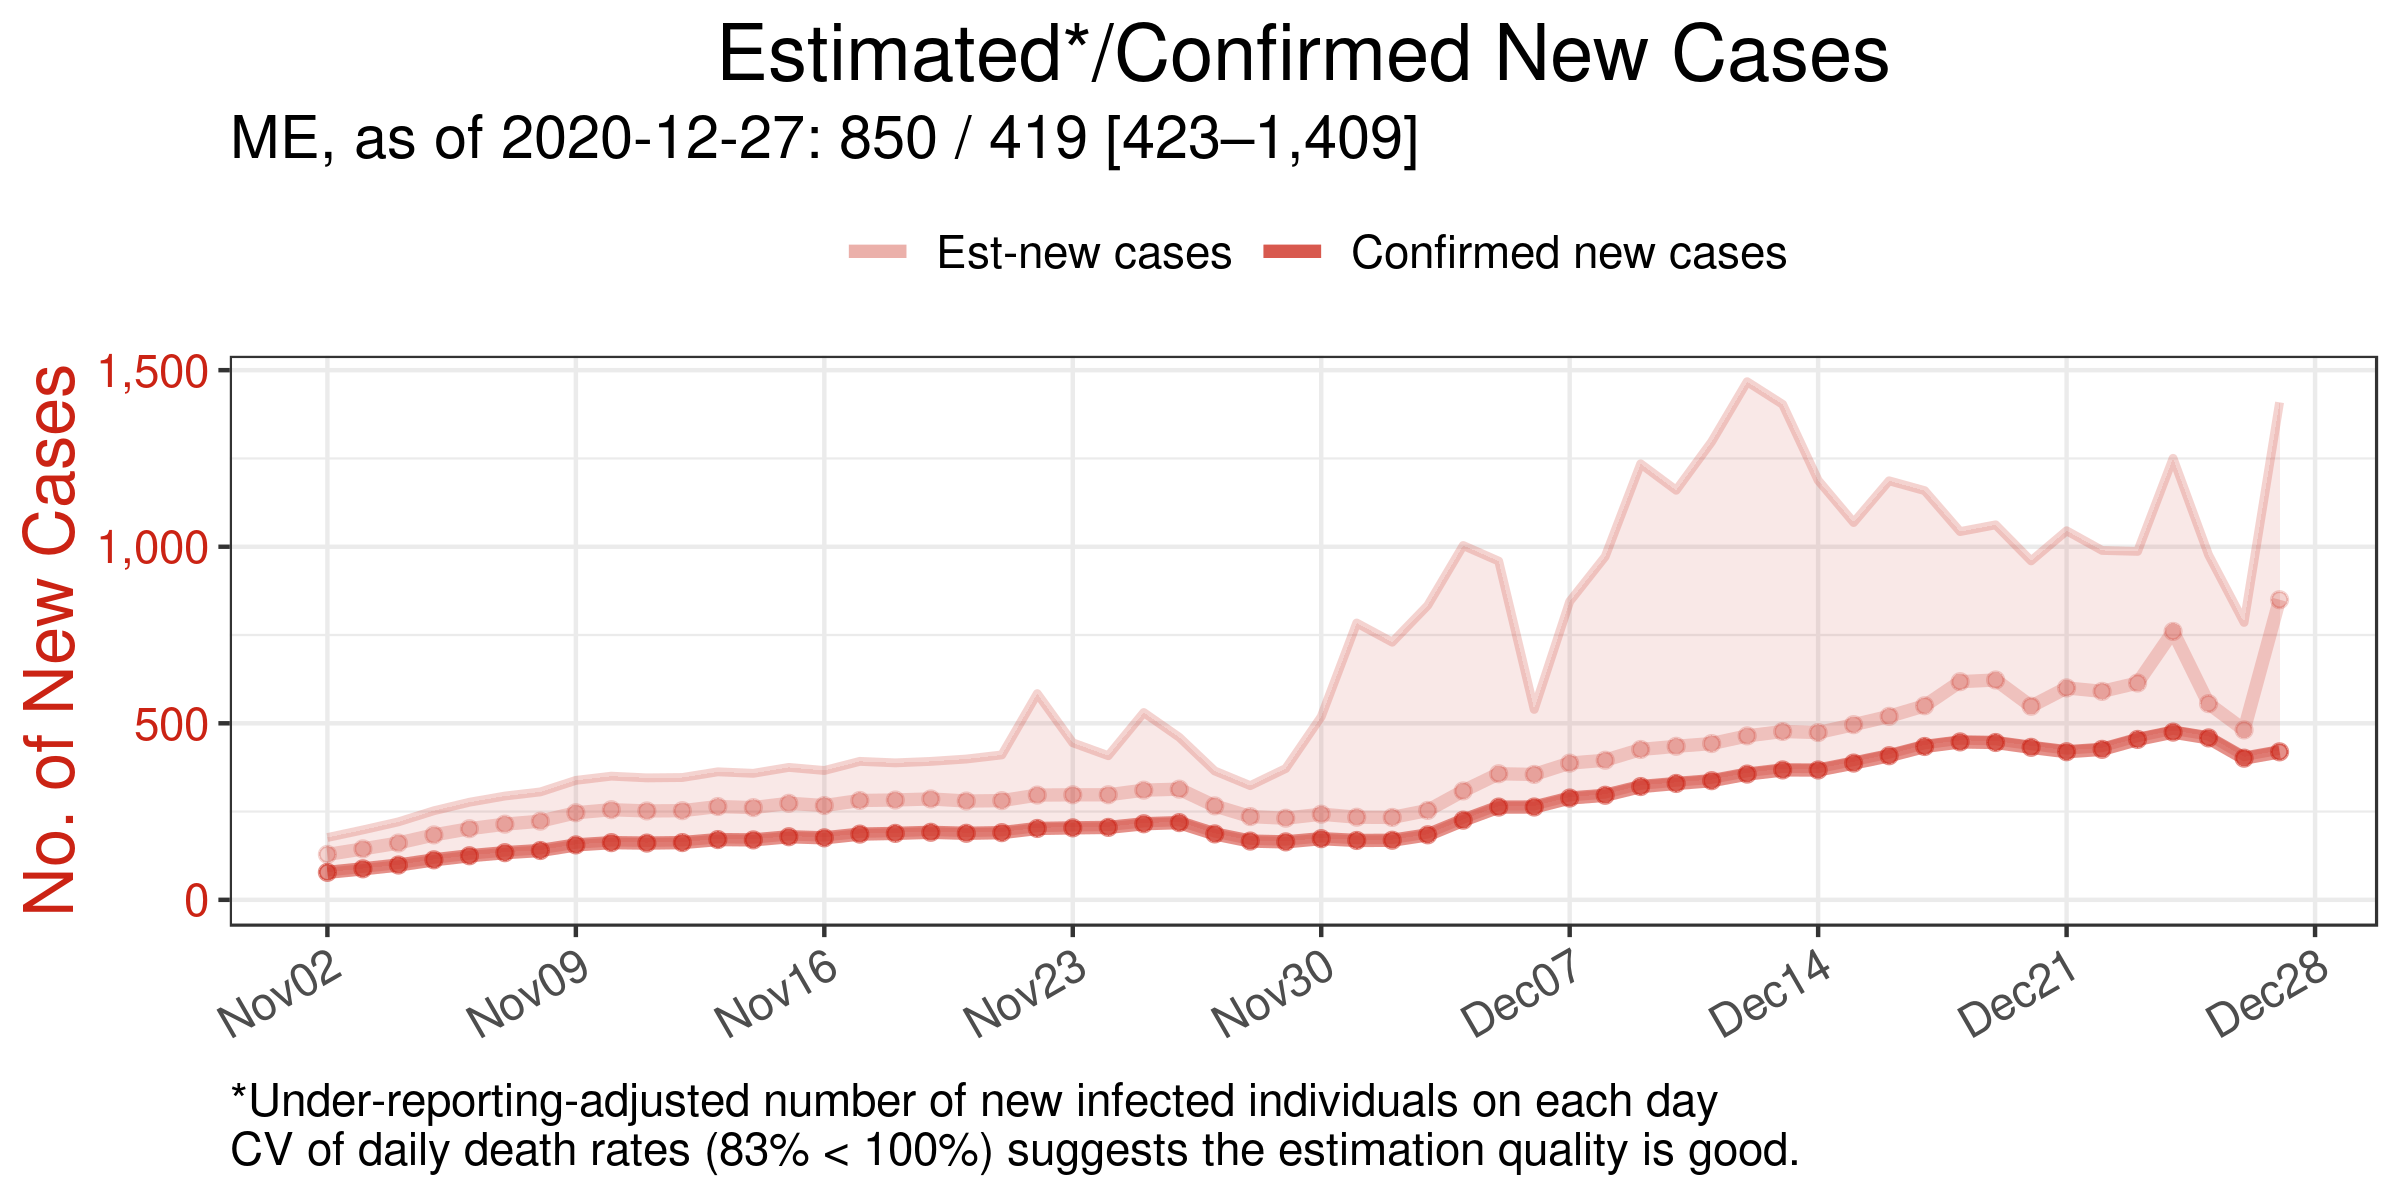 Estimated*/Confirmed New Cases
ME, as of 2020-12-27: 850 / 419 [423–1,409]
Est-new cases
Confirmed new cases
No. of New Cases
1,500
1,000
500
0
Nov02
Nov09
Nov16
Nov23
Nov30
Dec07
Dec14
Dec21
Dec28
*Under-reporting-adjusted number of new infected individuals on each day
CV of daily death rates (83% < 100%) suggests the estimation quality is good.